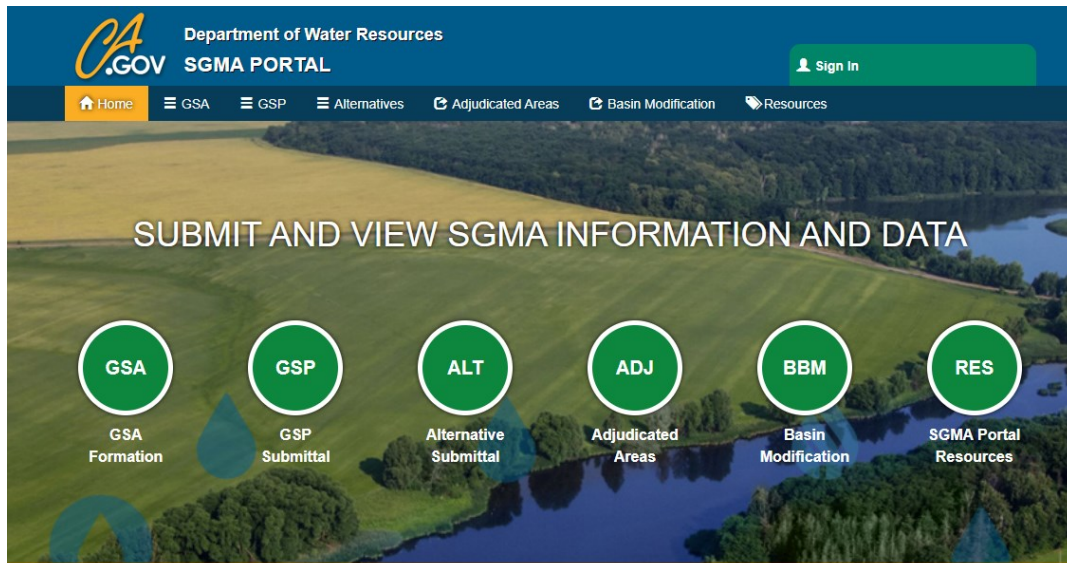 CA
.GOV
Department of Water Resources
SGMA PORTAL
Sign In
Home
GSA
GSP
Alternatives
Adjudicated Areas
Basin Modification
Resources
SUBMIT AND VIEW SGMA INFORMATION AND DATA
GSA
GSP
ALT
ADJ
BBM
RES
GSA
Formation
GSP
Submittal
Alternative
Submittal
Adjudicated
Areas
Basin
Modification
SGMA Portal
Resources